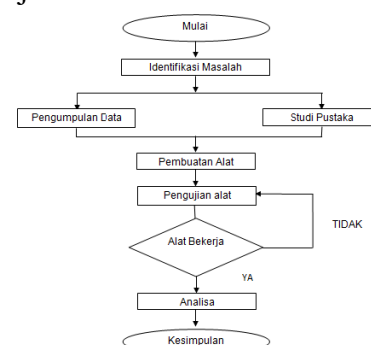 Mulai
Identifikasi Masalah
Pengumpulan Data
Studi Pustaka
Pembuatan Alat
Pengujian alat
Alat Bekerja
TIDAK
YA
Analisa
Kesimpulan